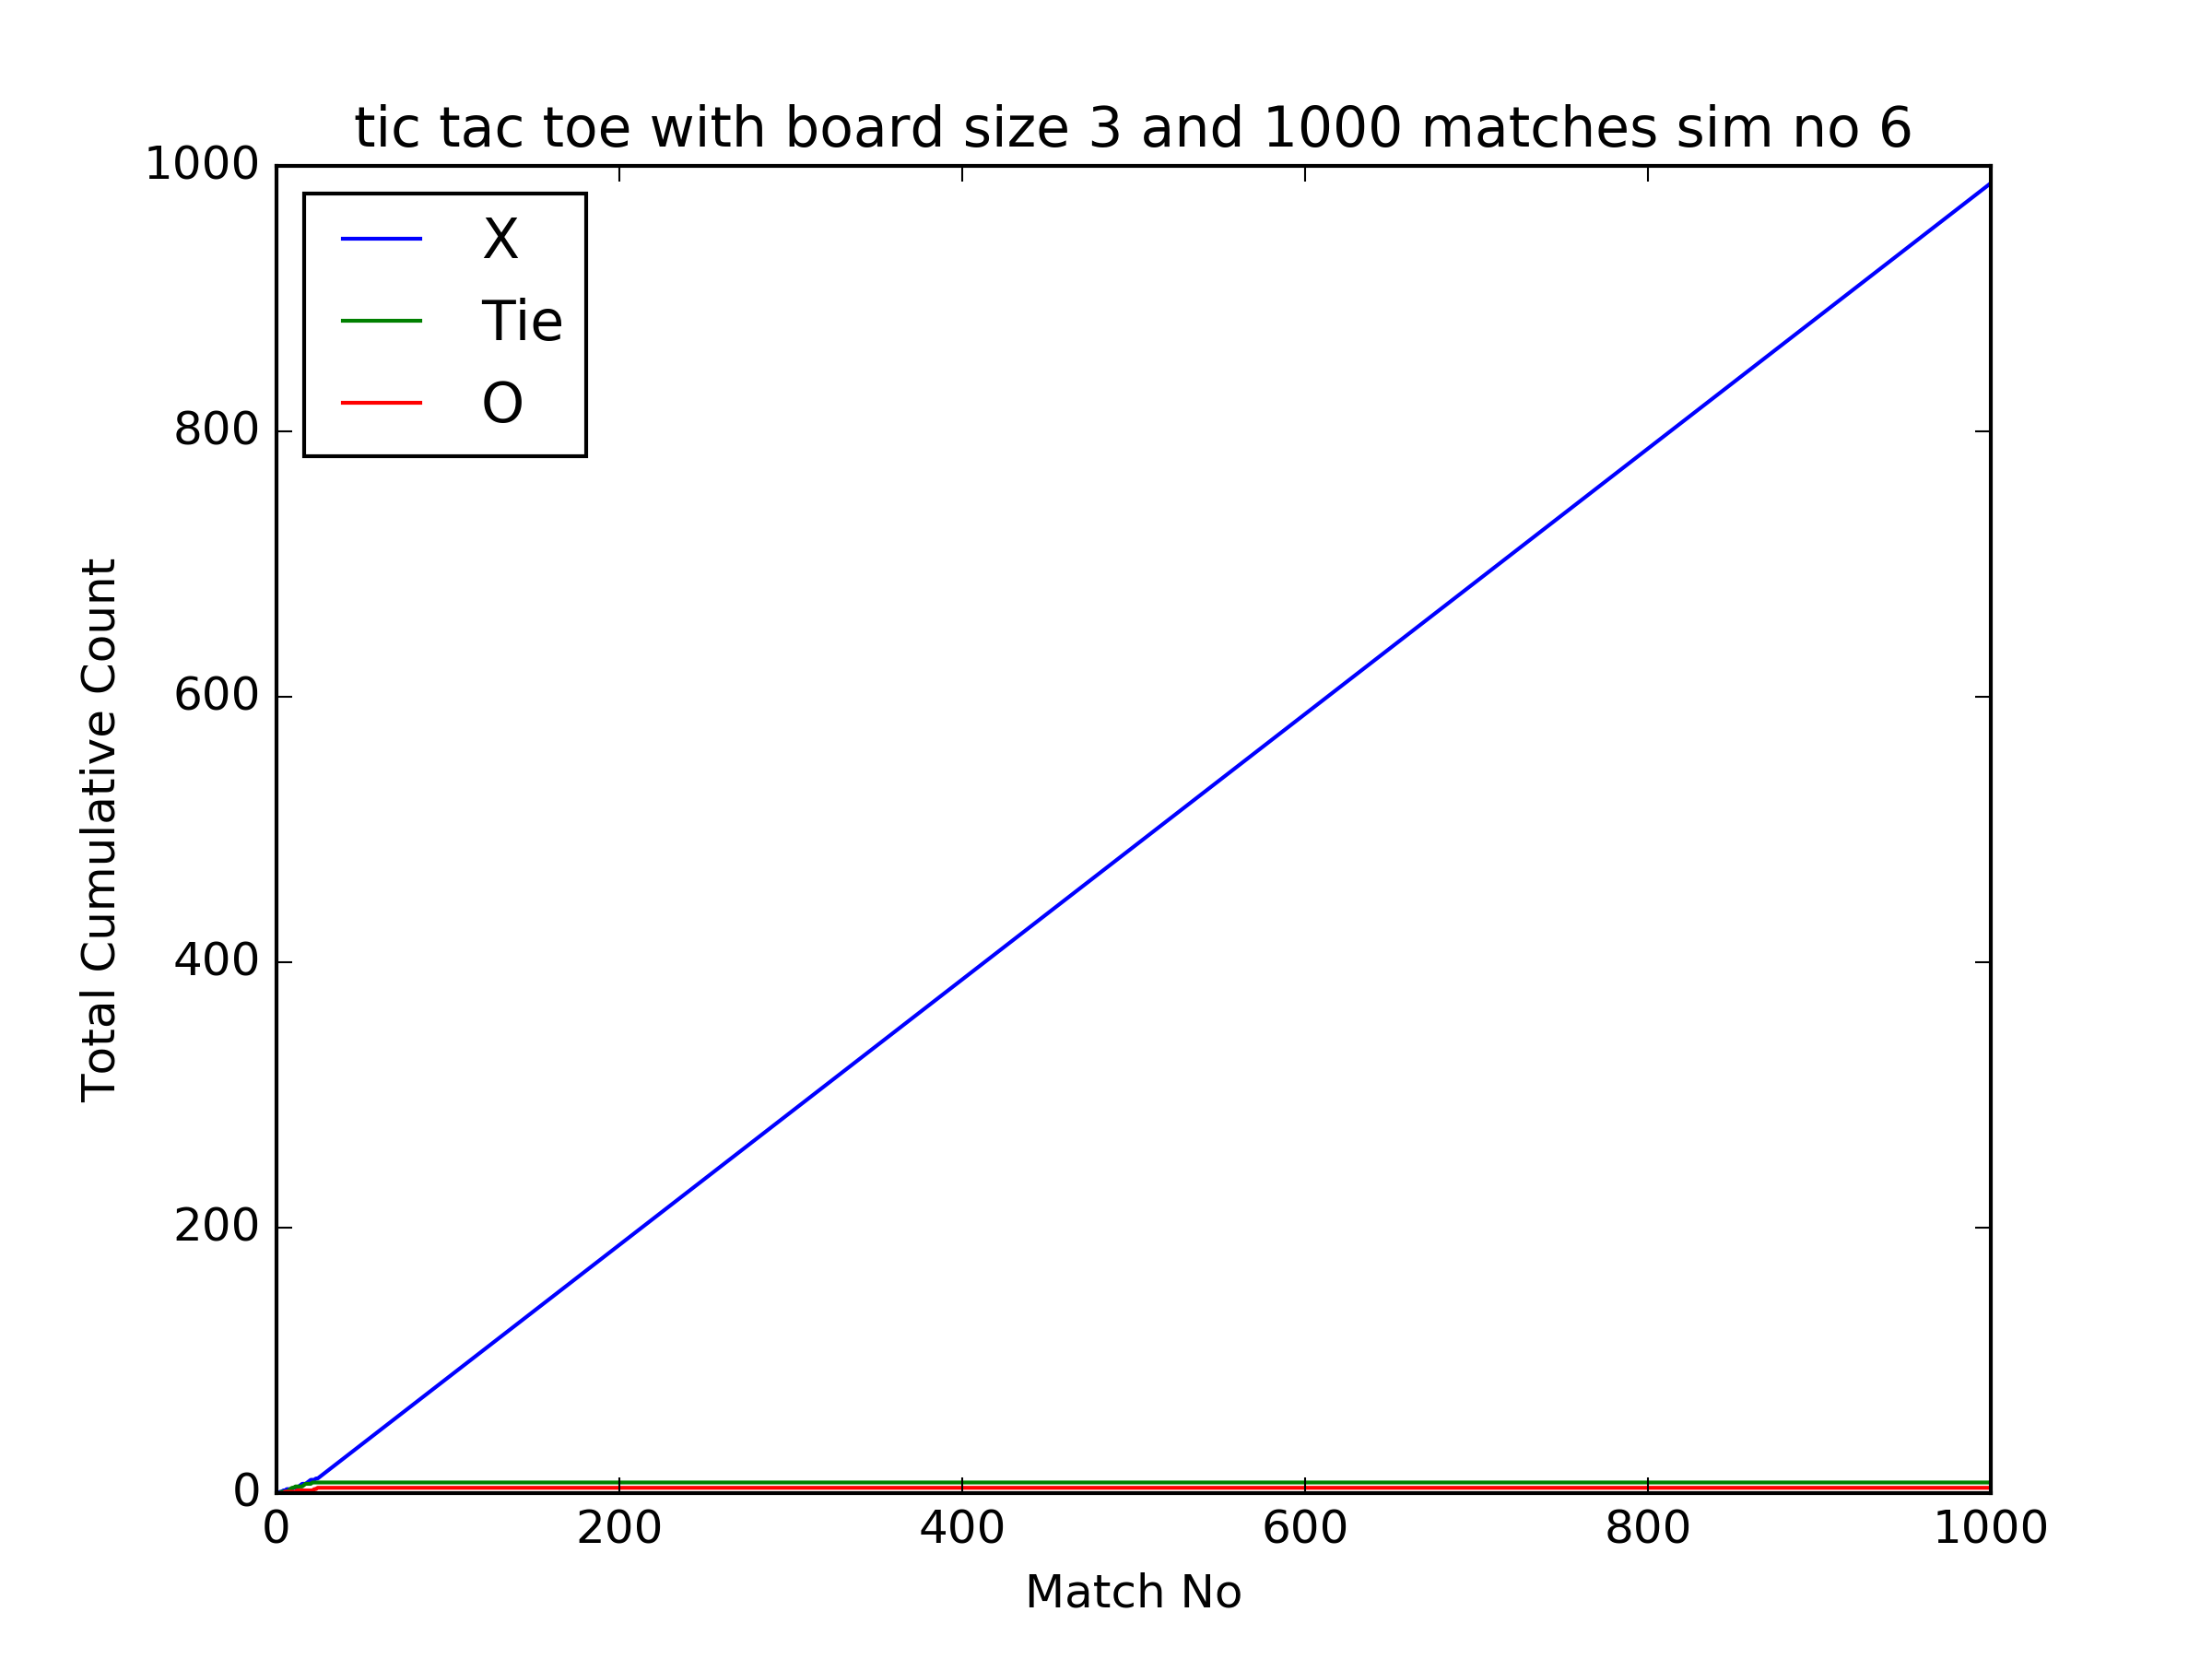 tic tac toe with board size 3 and 1000 matches sim no 6
1000
800
600
400
200
0
X
Tie
O
Total Cumulative Count
0 200 400 600 800 1000
Match No